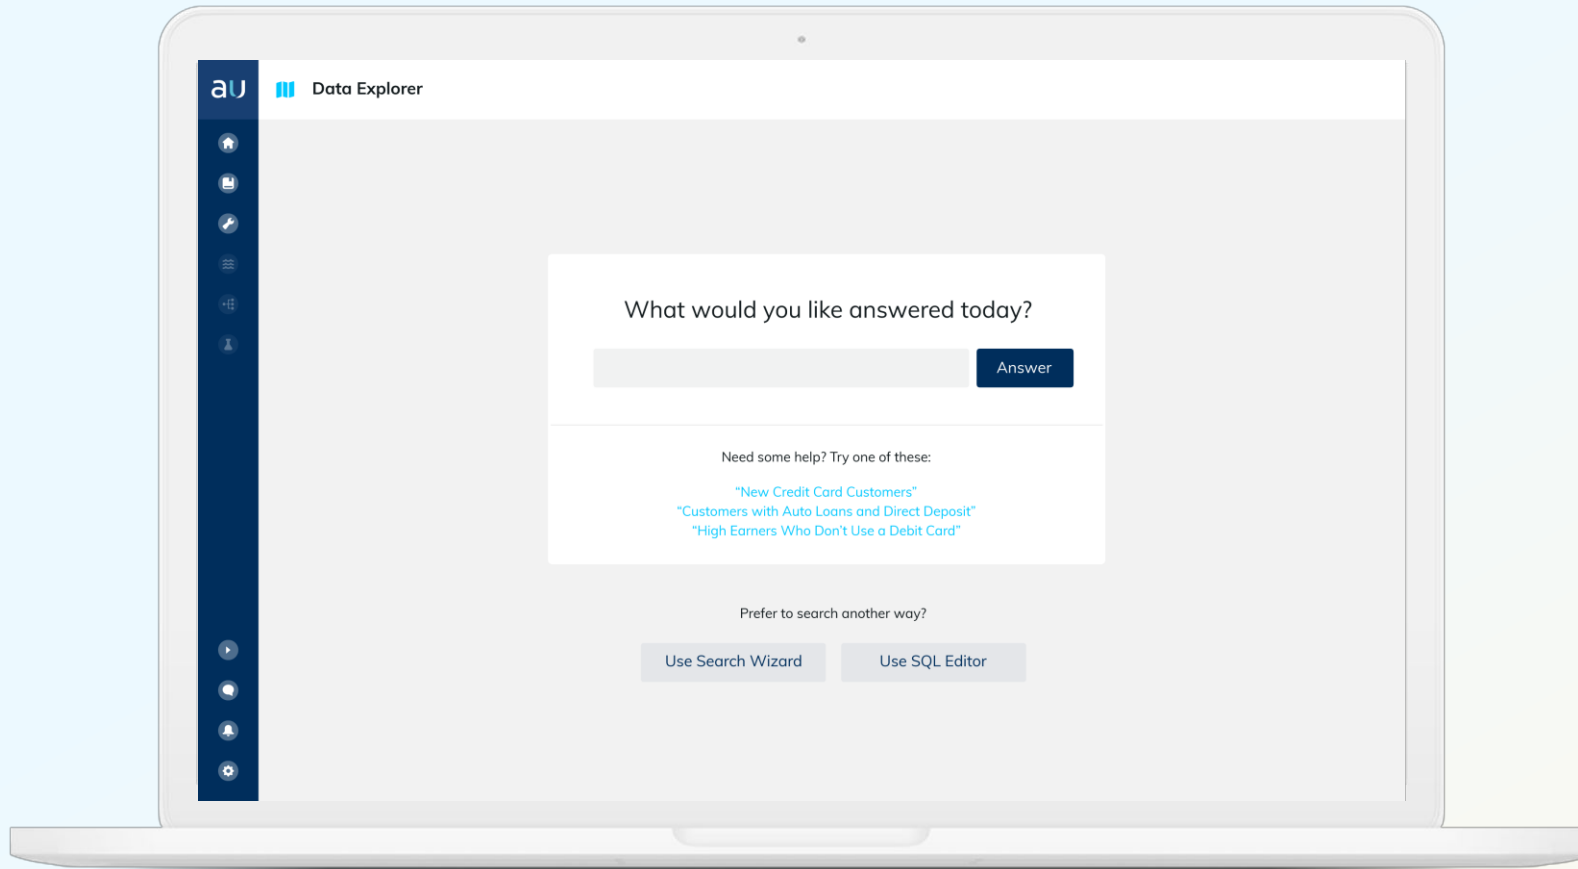 au
Data Explorer
What would you like answered today?
Answer
Need some help? Try one of these:
“New Credit Card Customers”
“Customers with Auto Loans and Direct Deposit”
“High Earners Who Don’t Use a Debit Card”
Prefer to search another way?
Use Search Wizard
Use SQL Editor